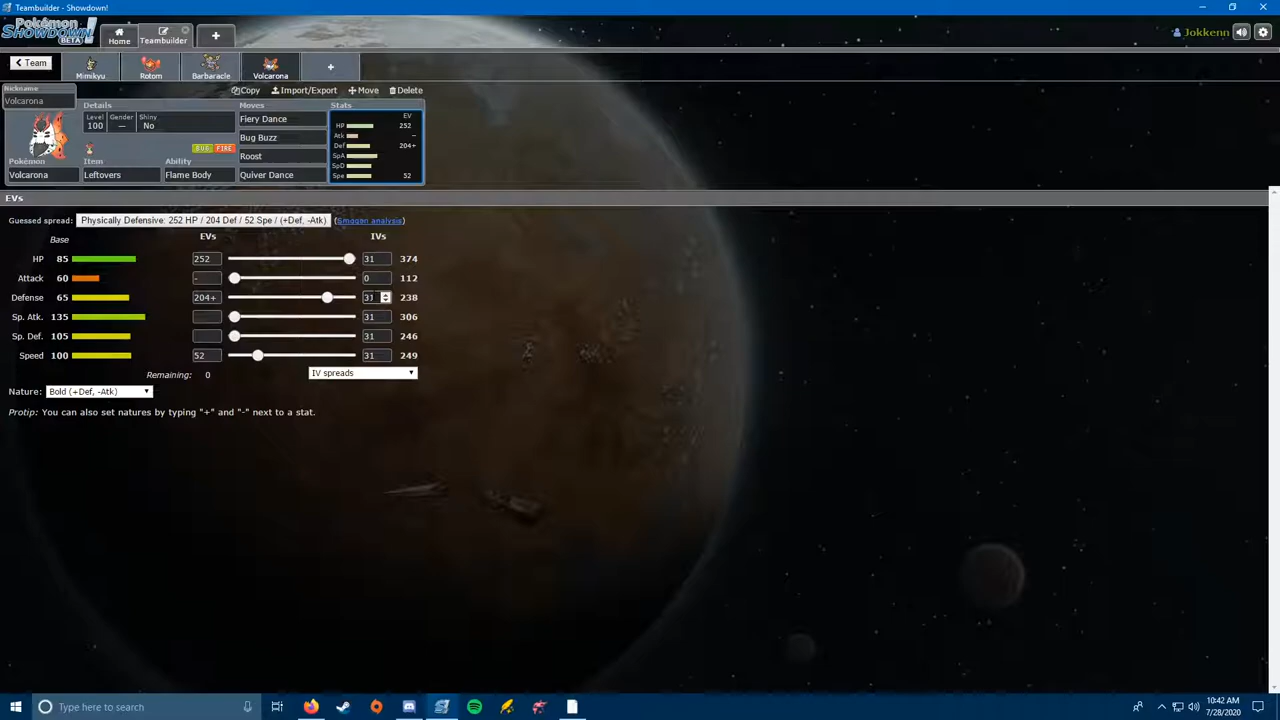 Teambuilder - Showdown!
Pokémon
SHOWDOWN!
BETA
Home
Teambuilder
Jokkenn
Team
Mimikyu
Rotom
Barbaracle
Volcarona
Copy Import/Export Move Delete
Nickname
Volcarona
Details
Level Gender Shiny
100 — No
BUG FIRE
Pokémon Item Ability
Volcarona Leftovers Flame Body
Moves
Fiery Dance
Bug Buzz
Roost
Quiver Dance
Stats
EV
HP 252
Atk –
Def 204+
SpA
SpD
Spe 52
EVs
Guessed spread: Physically Defensive: 252 HP / 204 Def / 52 Spe / (+Def, -Atk) (Smogon analysis)
Base EVs IVs
HP 85 252 31 374
Attack 60 - 0 112
Defense 65 204+ 31 238
Sp. Atk. 135 31 306
Sp. Def. 105 31 246
Speed 100 52 31 249
Remaining: 0 IV spreads
Nature: Bold (+Def, -Atk)
Protip: You can also set natures by typing "+" and "-" next to a stat.
Type here to search
10:42 AM
7/28/2020